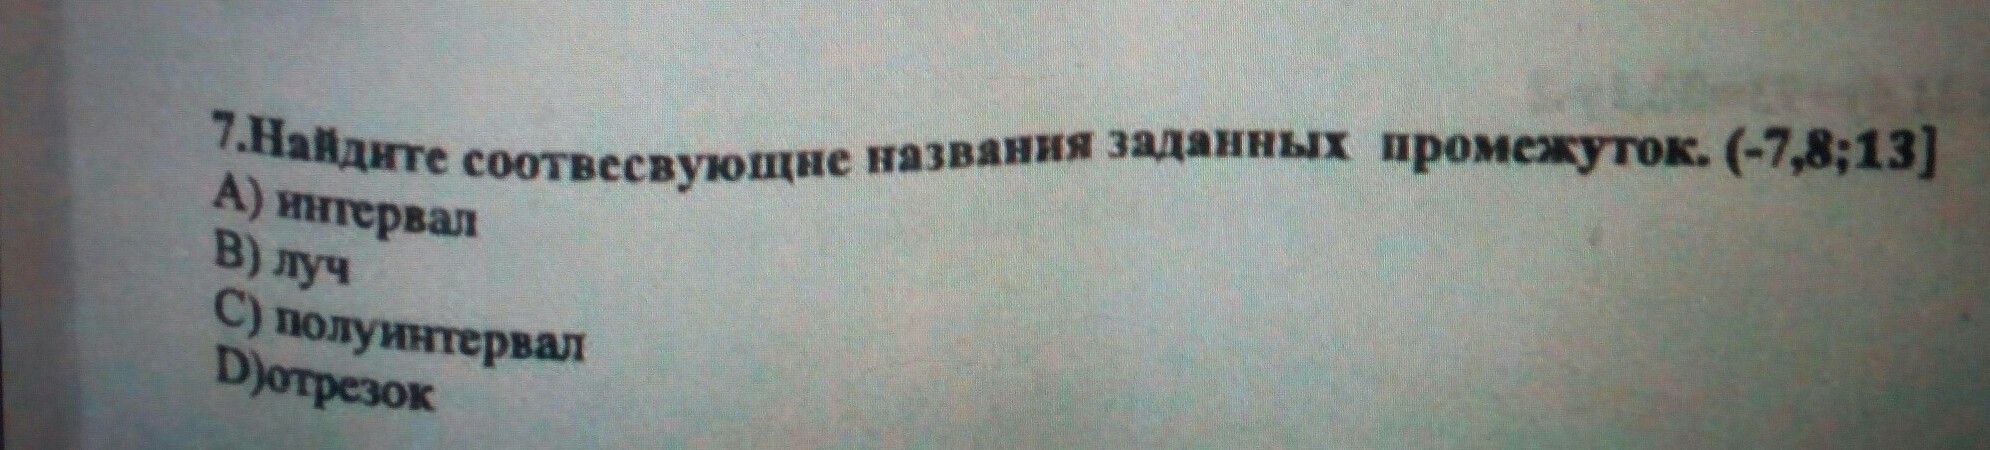 7.Найдите соотвесвующие названия заданных промежуток. (-7,8;13]
A) интервал
B) луч
C) полуинтервал
D)отрезок